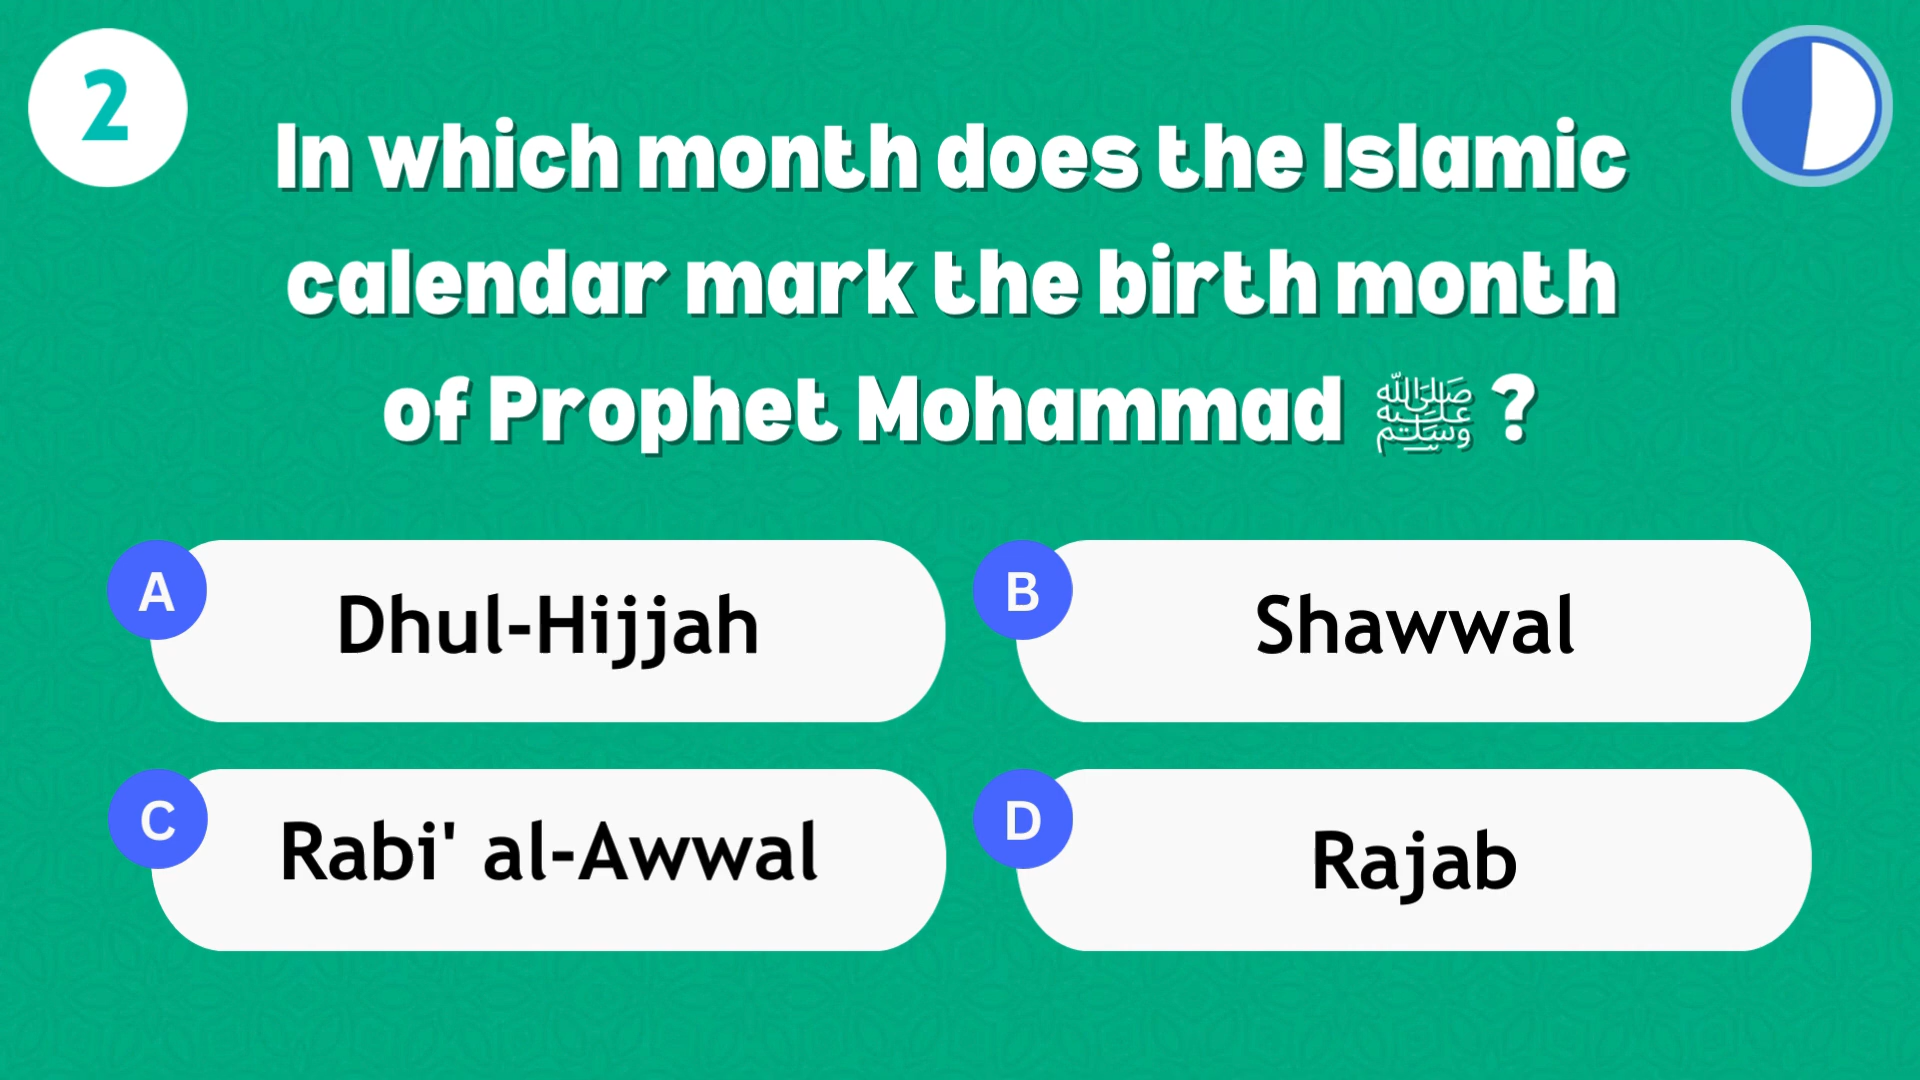 2
In which month does the Islamic
calendar mark the birth month
of Prophet Mohammad ﷺ ?
A Dhul-Hijjah
B Shawwal
C Rabi' al-Awwal
D Rajab